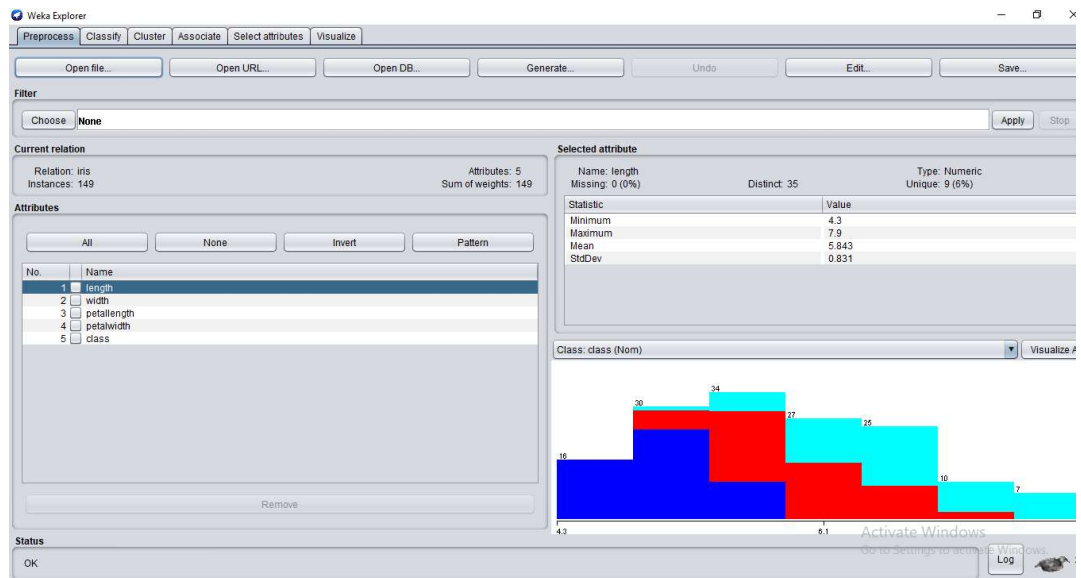 Weka Explorer
Preprocess Classify Cluster Associate Select attributes Visualize
Open file... Open URL... Open DB... Generate... Undo Edit... Save...
Filter
Choose None Apply Stop
Current relation
Relation: iris Attributes: 5
Instances: 149 Sum of weights: 149
Selected attribute
Name: length Type: Numeric
Missing: 0 (0%) Distinct: 35 Unique: 9 (6%)
Statistic Value
Minimum 4.3
Maximum 7.9
Mean 5.843
StdDev 0.831
Attributes
All None Invert Pattern
No. Name
1 length
2 width
3 petallength
4 petalwidth
5 class
Remove
Class: class (Nom) Visualize A
16 30 34 27 25 10 7
4.3 6.1
Activate Windows
Go to Settings to activate Windows.
Status
OK Log